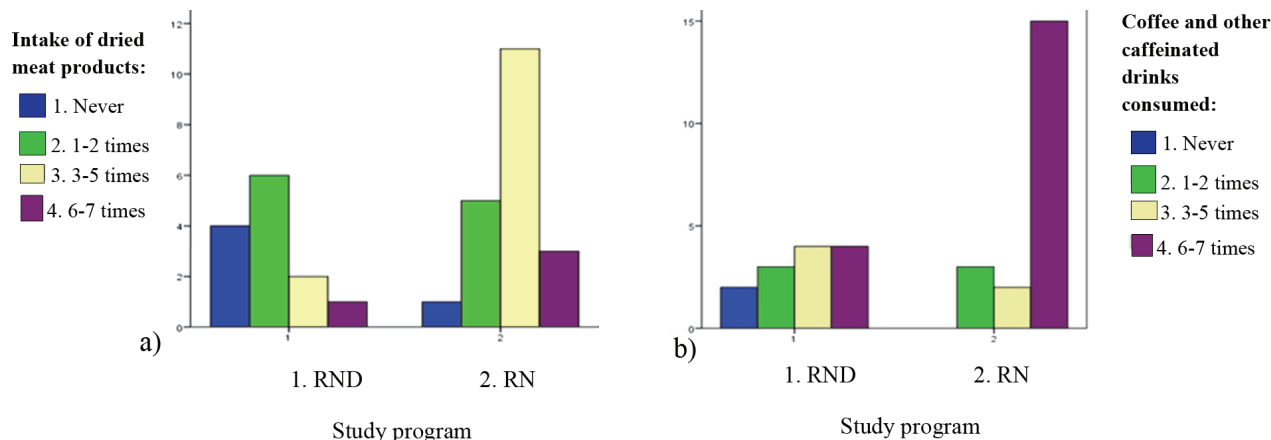 Intake of dried
meat products:
1. Never
2. 1-2 times
3. 3-5 times
4. 6-7 times
12
10
8
6
4
2
0
1
2
a)
1. RND
2. RN
Study program
15
10
5
0
1
2
b)
1. RND
2. RN
Study program
Coffee and other
caffeinated
drinks
consumed:
1. Never
2. 1-2 times
3. 3-5 times
4. 6-7 times